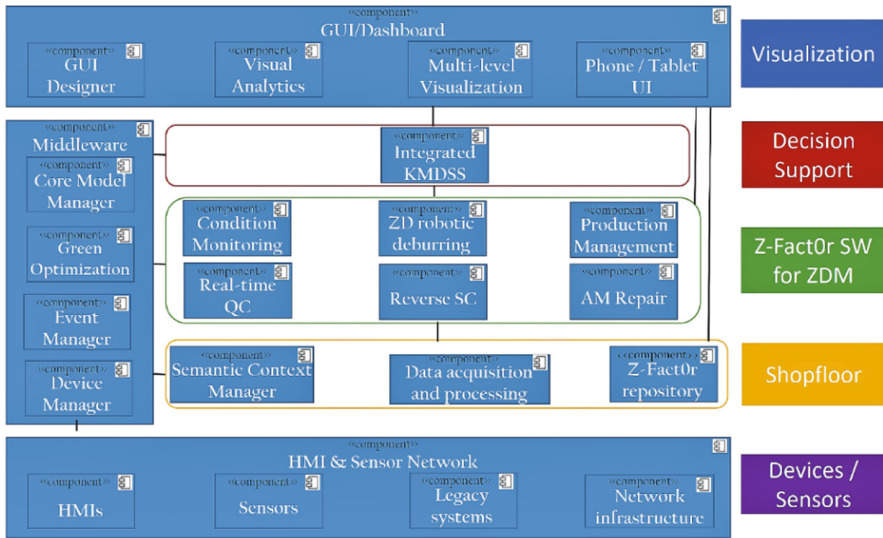 «component»
GUI/Dashboard
«component»
GUI
Designer
«component»
Visual
Analytics
«component»
Multi-level
Visualization
«component»
Phone / Tablet
UI
Visualization
«component»
Middleware
«component»
Core Model
Manager
«component»
Green
Optimization
«component»
Event
Manager
«component»
Device
Manager
«component»
Integrated
KMDSS
Decision
Support
«component»
Condition
Monitoring
«component»
ZD robotic
deburring
«component»
Production
Management
«component»
Real-time
QC
«component»
Reverse SC
«component»
AM Repair
Z-Fact0r SW
for ZDM
«component»
Semantic Context
Manager
«component»
Data acquisition
and processing
«component»
Z-Fact0r
repository
Shopfloor
«component»
HMI & Sensor Network
«component»
HMIs
«component»
Sensors
«component»
Legacy
systems
«component»
Network
infrastructure
Devices /
Sensors